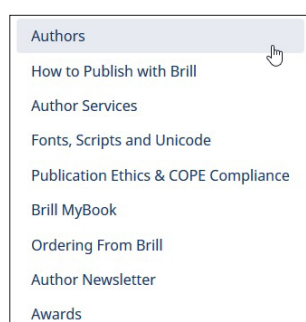 Authors
How to Publish with Brill
Author Services
Fonts, Scripts and Unicode
Publication Ethics & COPE Compliance
Brill MyBook
Ordering From Brill
Author Newsletter
Awards